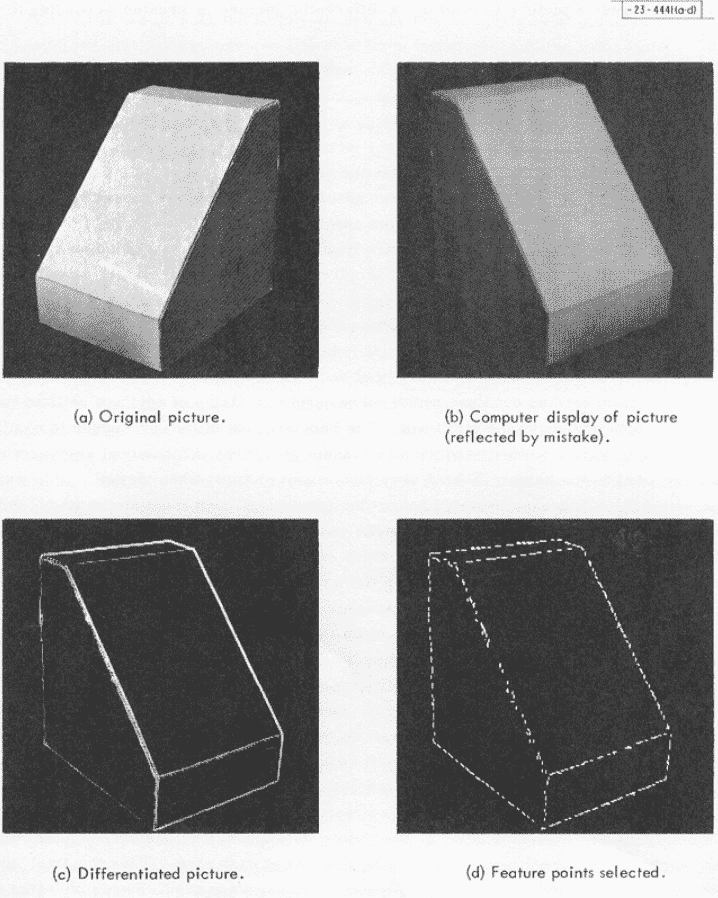 -23-4441(a-d)
(a) Original picture.
(b) Computer display of picture
(reflected by mistake).
(c) Differentiated picture.
(d) Feature points selected.